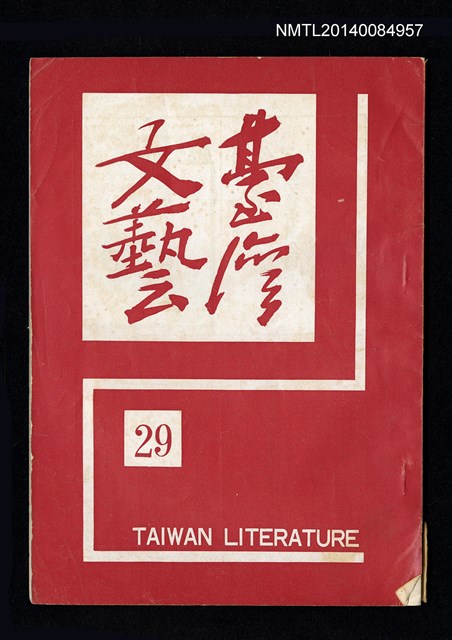 NMTL20140084957
臺灣
文藝
29
TAIWAN LITERATURE